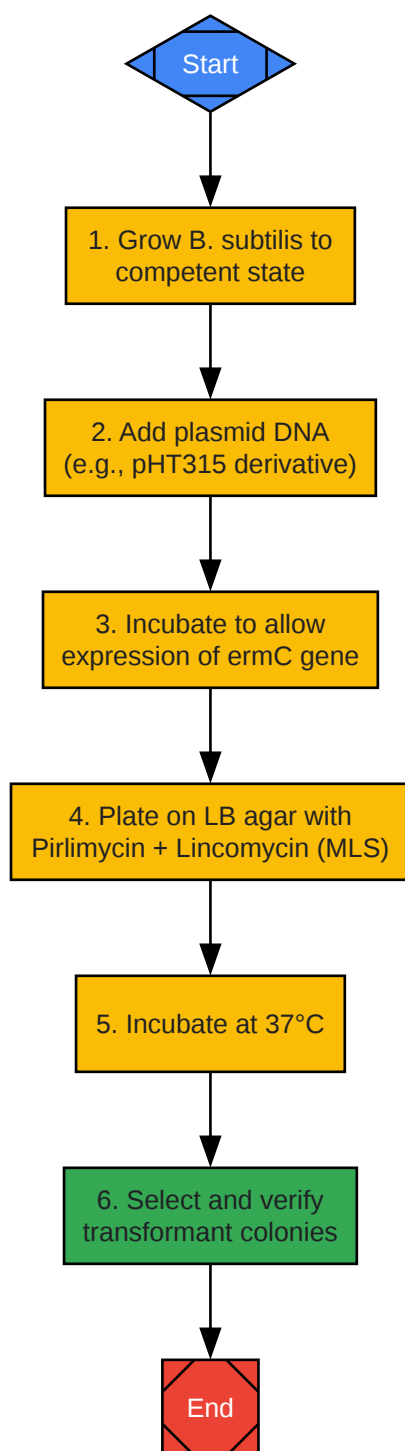 Start
1. Grow B. subtilis to
competent state
2. Add plasmid DNA
(e.g., pHT315 derivative)
3. Incubate to allow
expression of ermC gene
4. Plate on LB agar with
Pirlimycin + Lincomycin (MLS)
5. Incubate at 37°C
6. Select and verify
transformant colonies
End